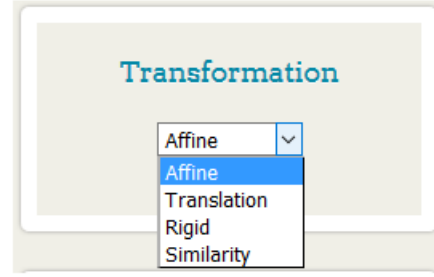 Transformation
Affine
Affine
Translation
Rigid
Similarity